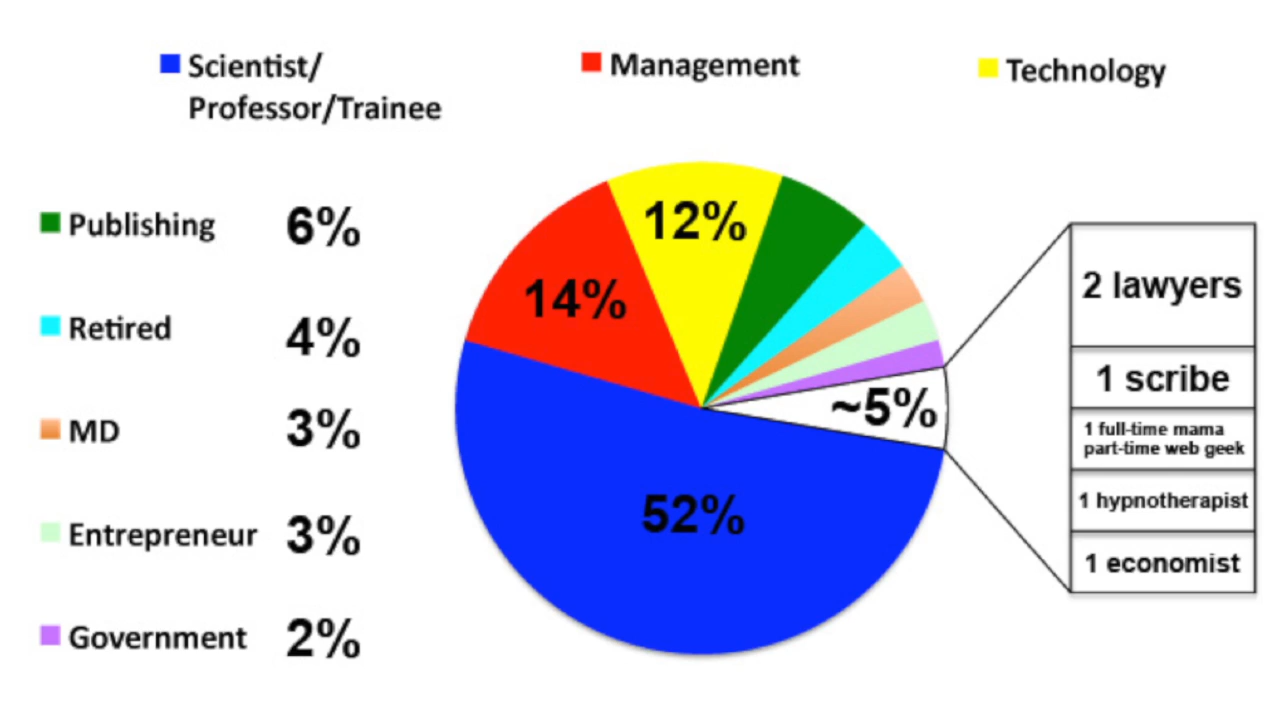 Scientist/
Professor/Trainee
Management
Technology
Publishing 6%
Retired 4%
MD 3%
Entrepreneur 3%
Government 2%
14%
12%
~5%
52%
2 lawyers
1 scribe
1 full-time mama
part-time web geek
1 hypnotherapist
1 economist